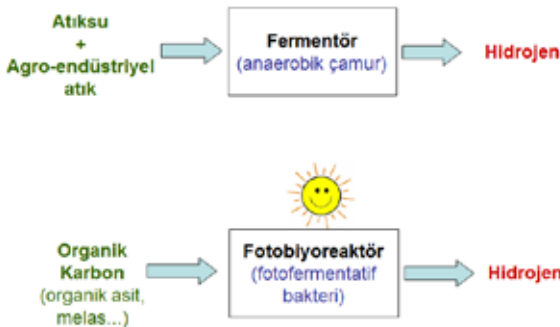 Atıksu
+
Agro-endüstriyel
atık
Fermentör
(anaerobik çamur)
Hidrojen
Organik
Karbon
(organik asit,
melas...)
Fotobiyoreaktör
(fotofermentatif
bakteri)
Hidrojen